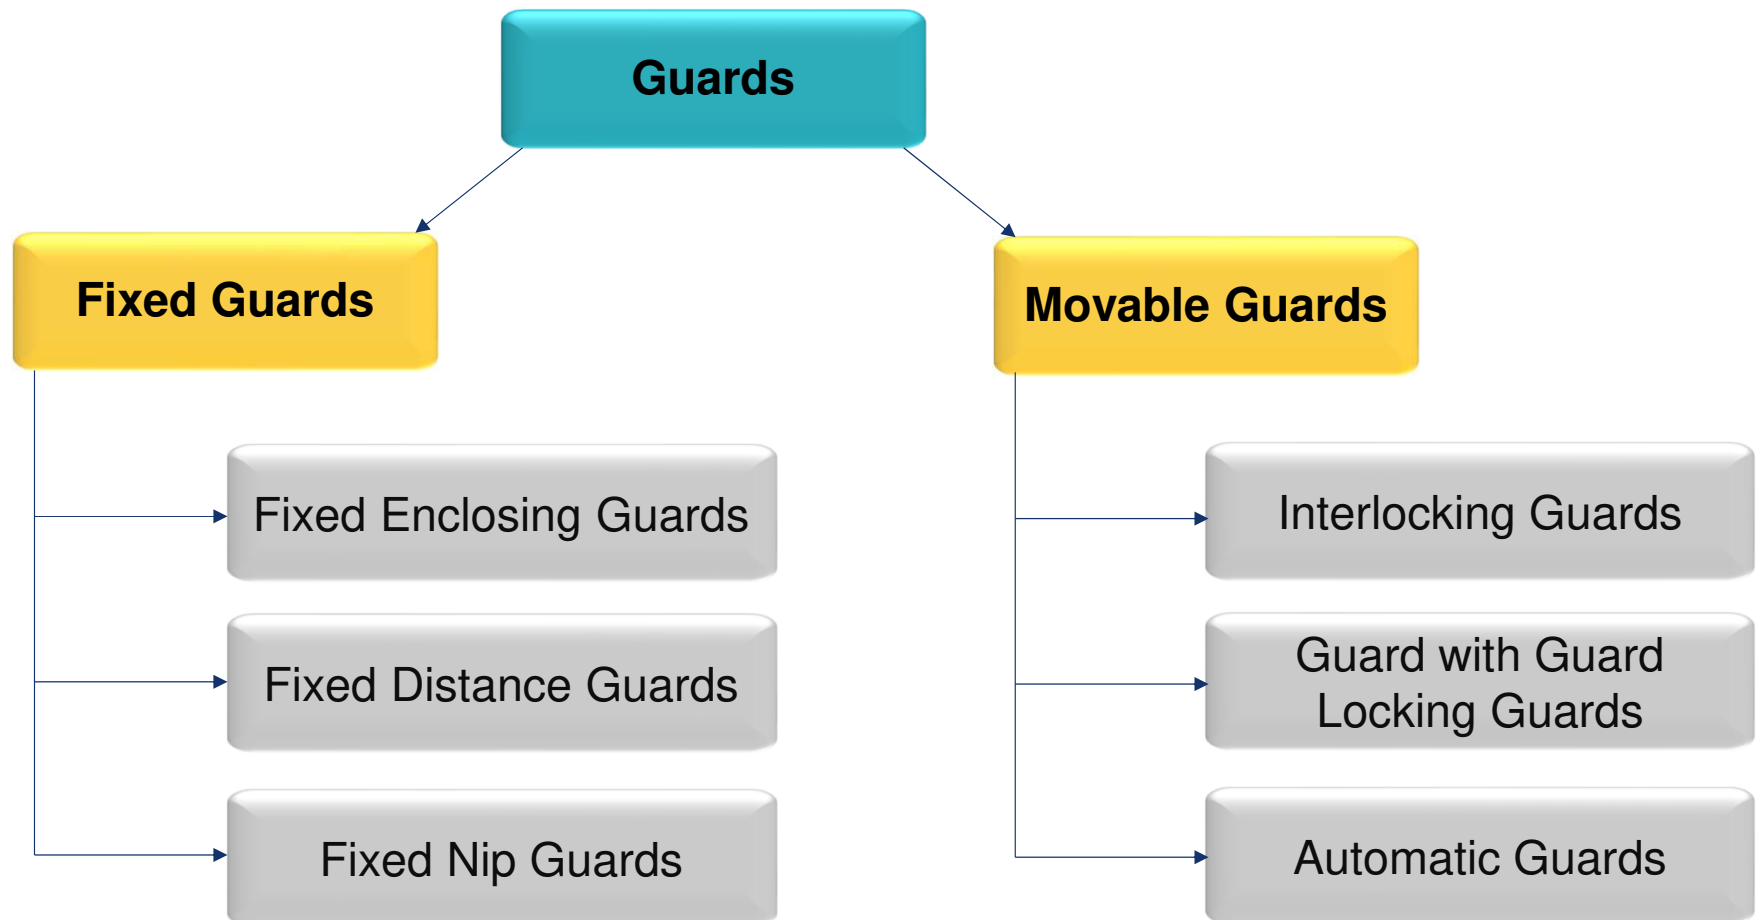 Guards
Fixed Guards
Movable Guards
Fixed Enclosing Guards
Interlocking Guards
Fixed Distance Guards
Guard with Guard
Locking Guards
Fixed Nip Guards
Automatic Guards